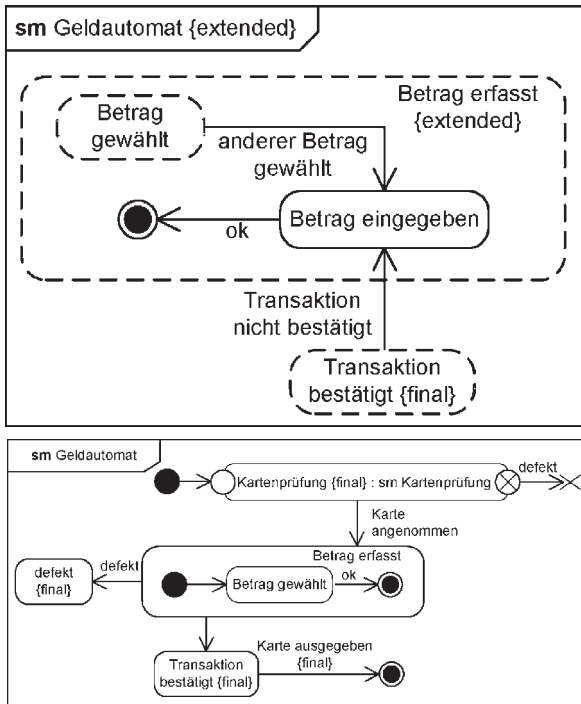 sm Geldautomat {extended}
Betrag erfasst
{extended}
Betrag
gewählt
anderer Betrag
gewählt
Betrag eingegeben
ok
Transaktion
nicht bestätigt
Transaktion
bestätigt {final}
sm Geldautomat
Kartenprüfung {final} : sm Kartenprüfung
defekt
Karte
angenommen
Betrag erfasst
defekt
{final}
defekt
Betrag gewählt
ok
Transaktion
bestätigt {final}
Karte ausgegeben
{final}